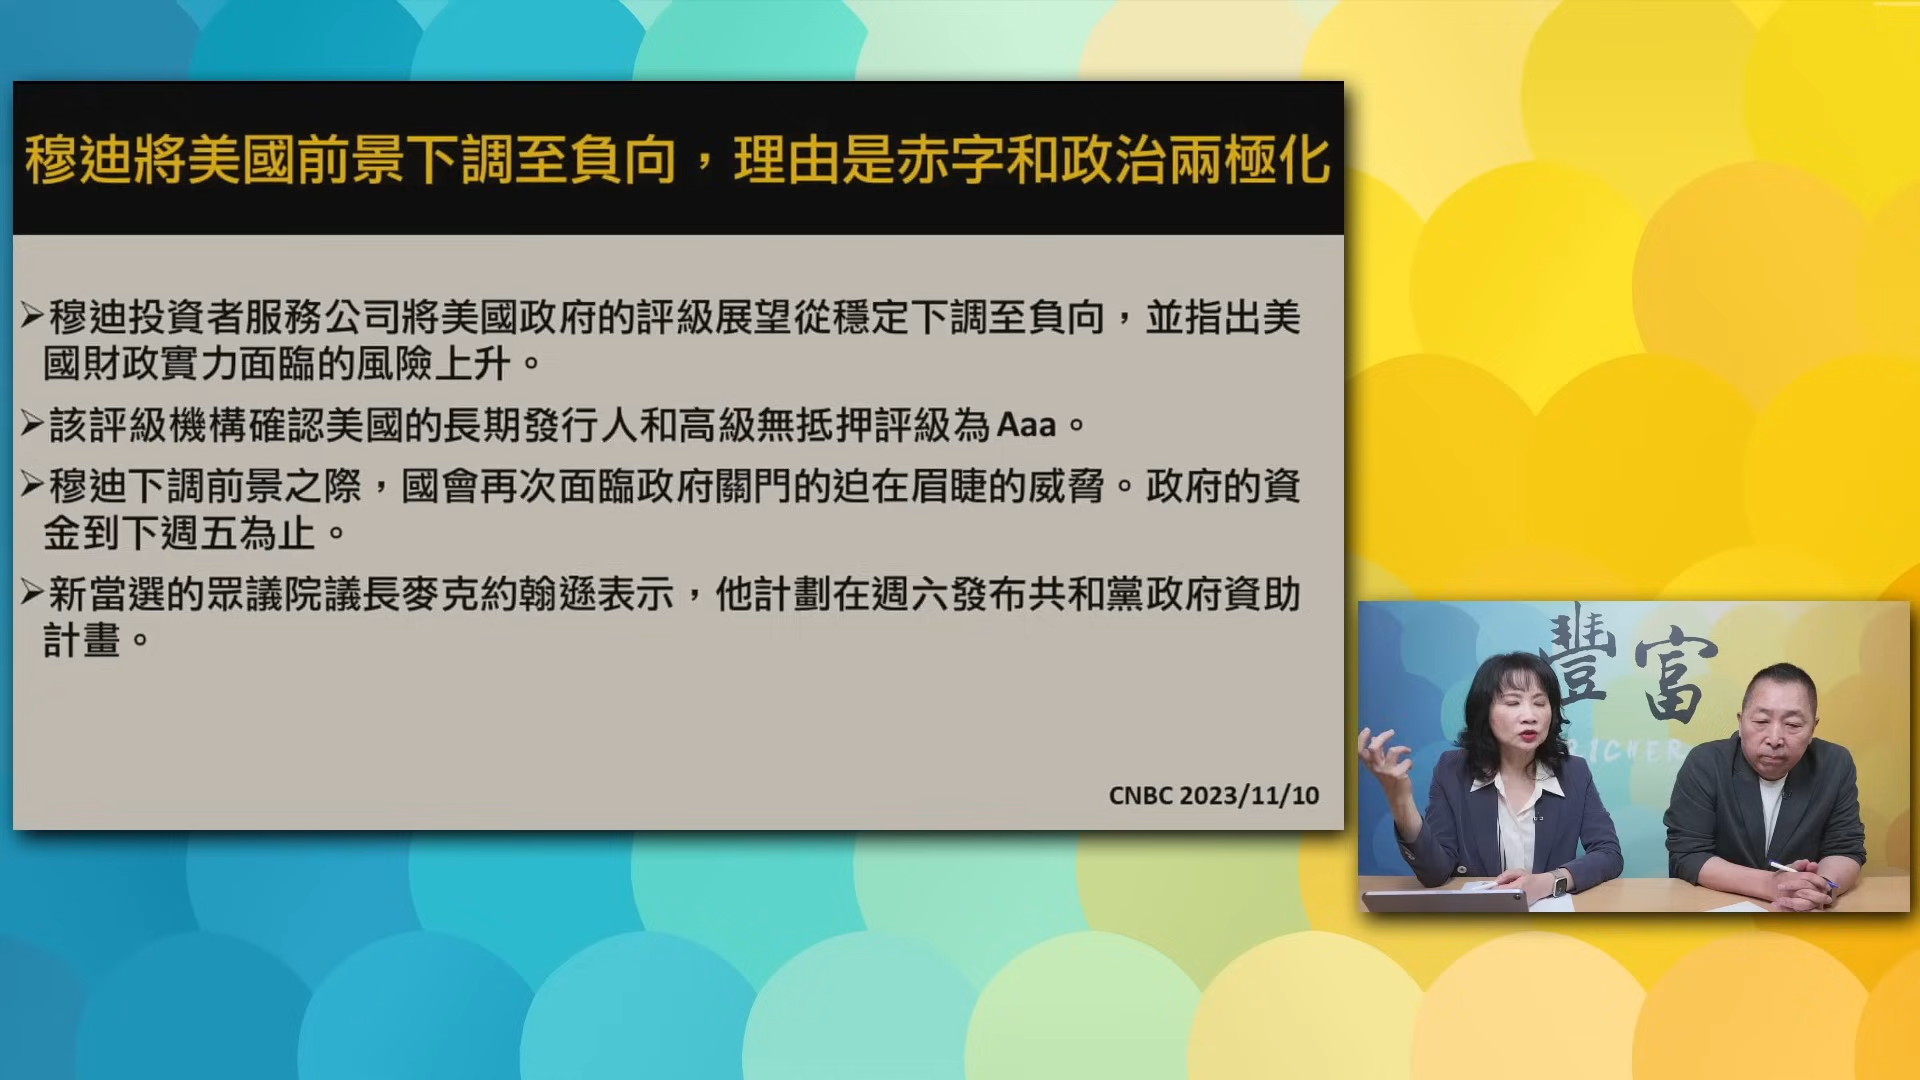 穆迪將美國前景下調至負向，理由是赤字和政治兩極化
➢穆迪投資者服務公司將美國政府的評級展望從穩定下調至負向，並指出美
國財政實力面臨的風險上升。
➢該評級機構確認美國的長期發行人和高級無抵押評級為Aaa。
➢穆迪下調前景之際，國會再次面臨政府關門的迫在眉睫的威脅。政府的資
金到下週五為止。
➢新當選的眾議院議長麥克約翰遜表示，他計劃在週六發布共和黨政府資助
計畫。
CNBC 2023/11/10
豐富
RICHER